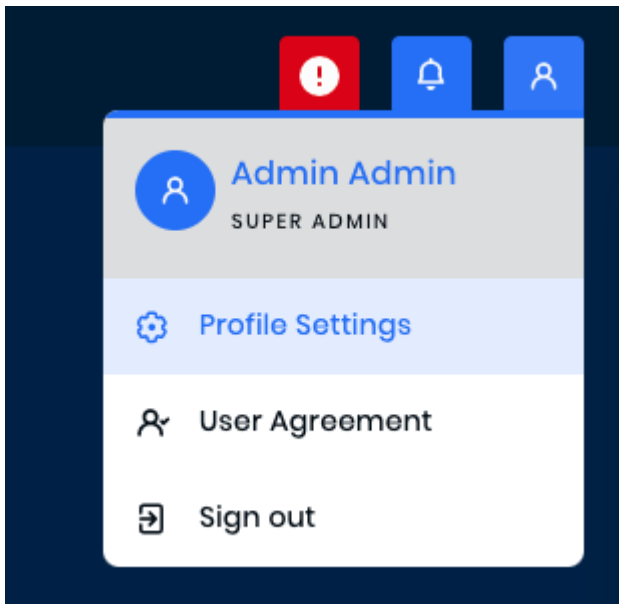 Admin Admin
SUPER ADMIN
Profile Settings
User Agreement
Sign out